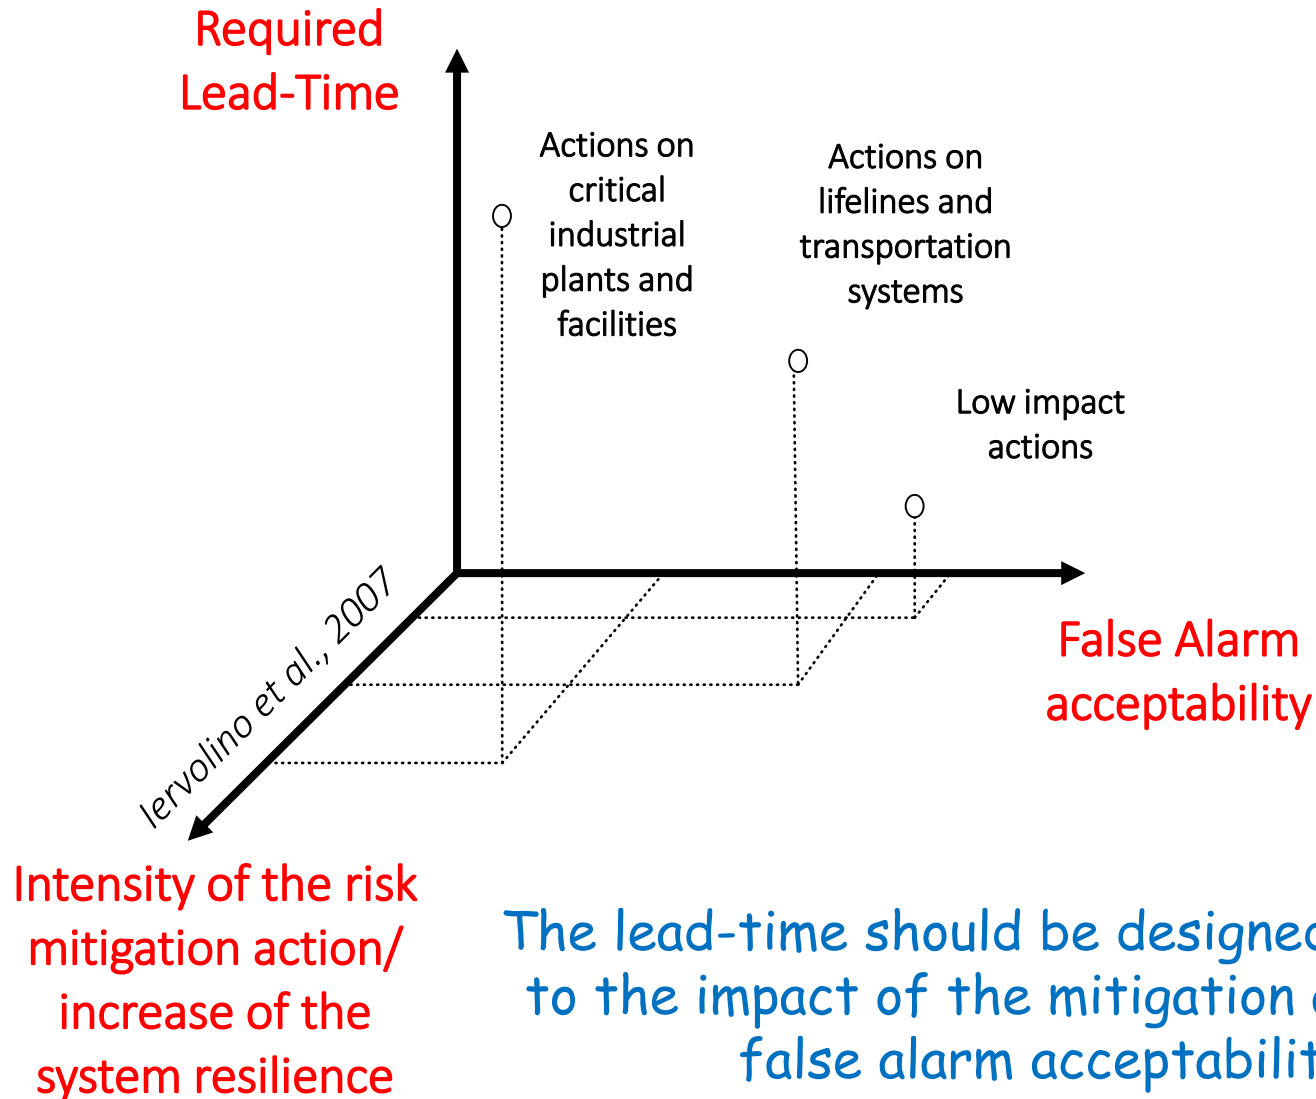 Required
Lead-Time
Actions on
critical
industrial
plants and
facilities
Actions on
lifelines and
transportation
systems
Low impact
actions
Iervolino et al., 2007
False Alarm
acceptability
Intensity of the risk
mitigation action/
increase of the
system resilience
The lead-time should be designed
to the impact of the mitigation
false alarm acceptabilit